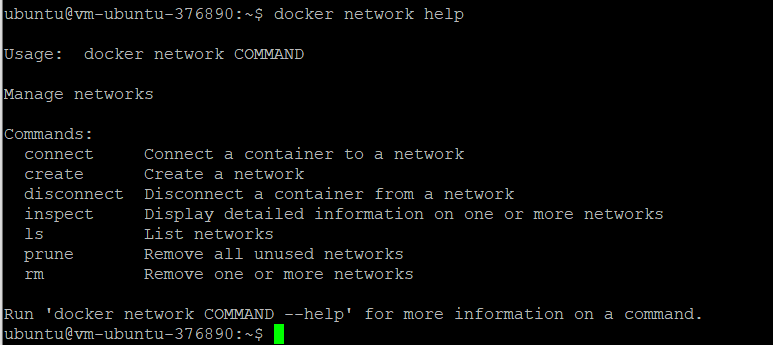 ubuntu@vm-ubuntu-376890:~$ docker network help
Usage:  docker network COMMAND
Manage networks
Commands:
  connect     Connect a container to a network
  create      Create a network
  disconnect  Disconnect a container from a network
  inspect     Display detailed information on one or more networks
  ls          List networks
  prune       Remove all unused networks
  rm          Remove one or more networks
Run 'docker network COMMAND --help' for more information on a command.
ubuntu@vm-ubuntu-376890:~$